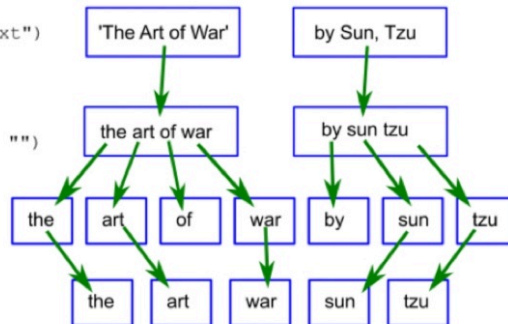 xt") 'The Art of War' by Sun, Tzu
"") the art of war by sun tzu
the art of war by sun tzu
the art war sun tzu